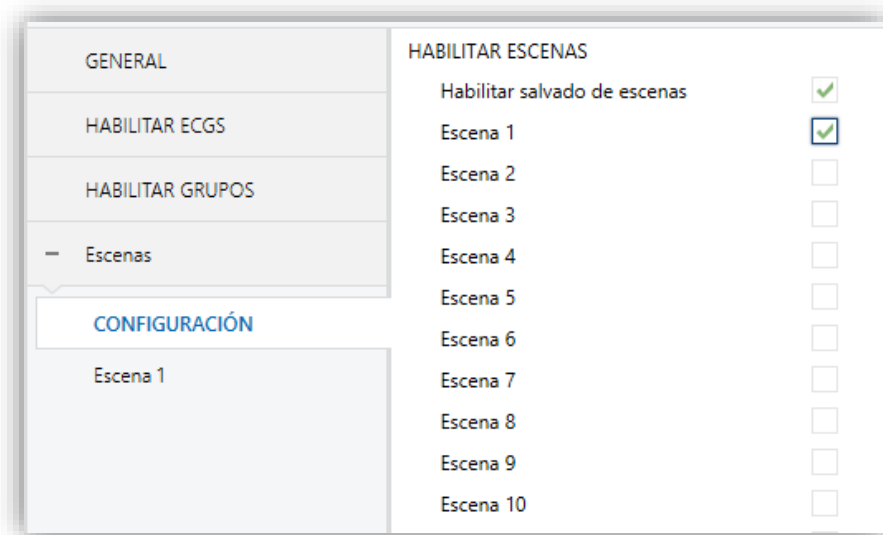 GENERAL
HABILITAR ECGS
HABILITAR GRUPOS
Escenas
CONFIGURACIÓN
Escena 1
HABILITAR ESCENAS
Habilitar salvado de escenas
Escena 1
Escena 2
Escena 3
Escena 4
Escena 5
Escena 6
Escena 7
Escena 8
Escena 9
Escena 10